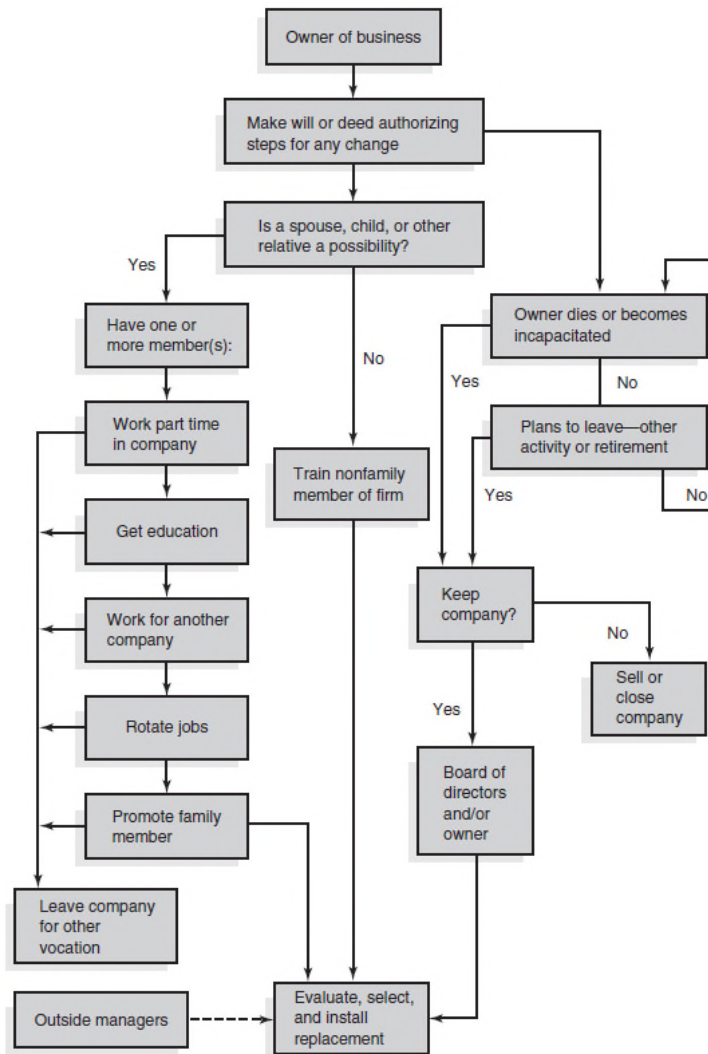 Owner of business
Make will or deed authorizing
steps for any change
Is a spouse, child, or other
relative a possibility?
Yes
Have one or
more member(s):
No
Owner dies or becomes
incapacitated
Yes
No
Work part time
in company
Plans to leave—other
activity or retirement
Train nonfamily
member of firm
Yes
No
Get education
Keep
company?
Work for another
company
No
Sell or
close
company
Rotate jobs
Yes
Board of
directors
and/or
owner
Promote family
member
Leave company
for other
vocation
Outside managers
Evaluate, select,
and install
replacement